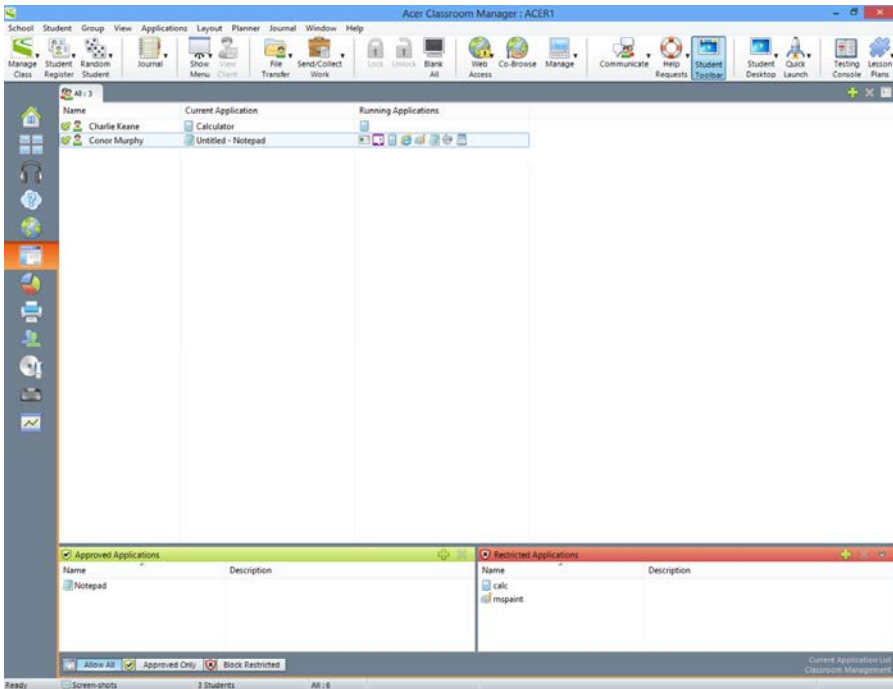 Acer Classroom Manager : ACER1
School Student Group View Applications Layout Planner Journal Window Help
Manage Class Student Register Random Student Journal Show Menu View Client File Transfer Send/Collect Work Lock Unlock Blank All Web Access Co-Browse Manage Communicate Help Requests Student Toolbar Student Desktop Quick Launch Testing Console Lesson Plans
All : 3
Name Current Application Running Applications
Charlie Keane Calculator
Conor Murphy Untitled - Notepad
Approved Applications
Name Description
Notepad
Restricted Applications
Name Description
calc
mspaint
Allow All Approved Only Block Restricted
Current Application List
Classroom Management
Ready Screen-shots 3 Students All : 6